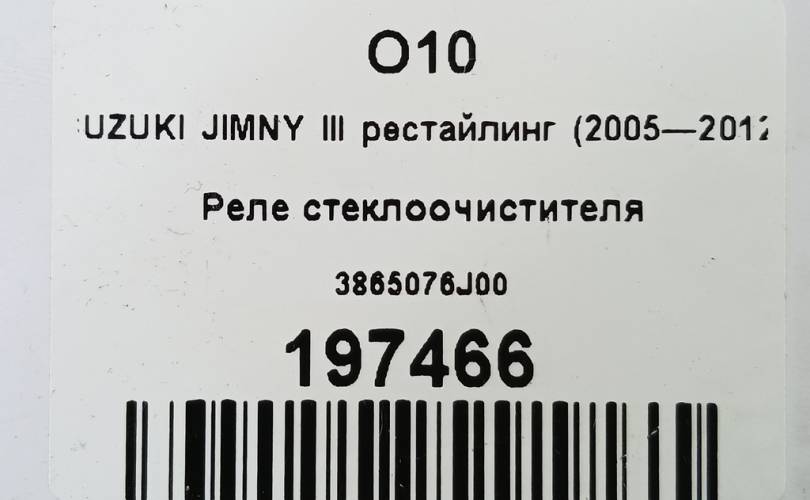 O10
UZUKI JIMNY III рестайлинг (2005—2012
Реле стеклоочистителя
3865076J00
197466